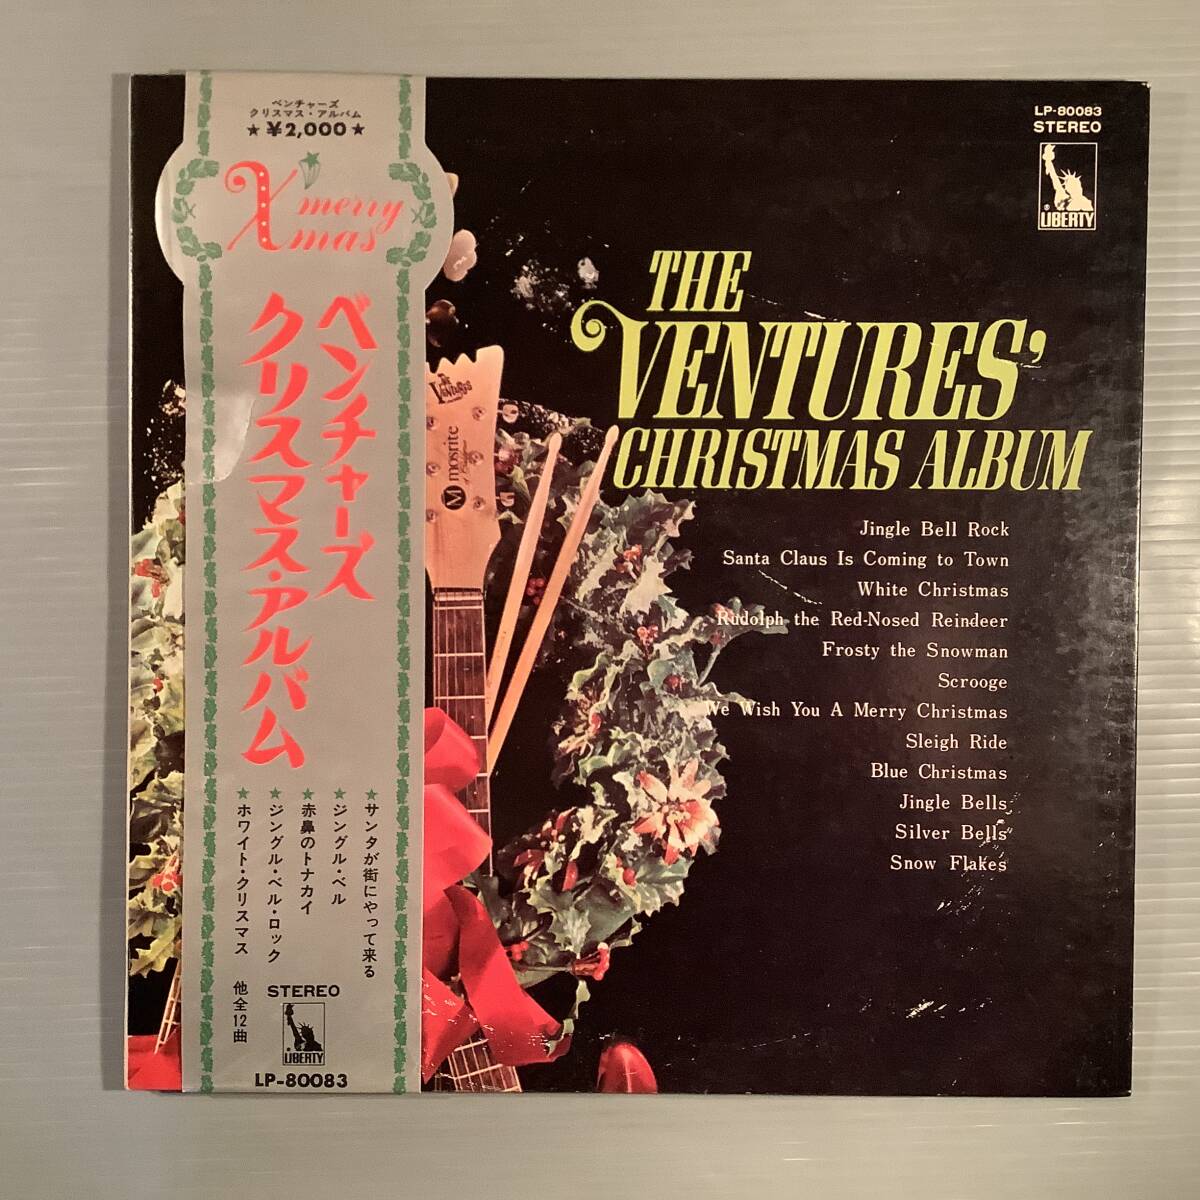 ベンチャーズ
クリスマス・アルバム
★¥2,000★
X'merry
Xmas
ベンチャーズ
クリスマス・アルバム
★サンタが街にやって来る
★ジングル・ベル
★赤鼻のトナカイ
★ジングル・ベル・ロック
★ホワイト・クリスマス
他全12曲
STEREO
LIBERTY
LP-80083
LP-80083
STEREO
LIBERTY
THE
VENTURES'
CHRISTMAS ALBUM
Jingle Bell Rock
Santa Claus Is Coming to Town
White Christmas
Rudolph the Red-Nosed Reindeer
Frosty the Snowman
Scrooge
We Wish You A Merry Christmas
Sleigh Ride
Blue Christmas
Jingle Bells
Silver Bells
Snow Flakes
The
Ventures
M mosrite
of California